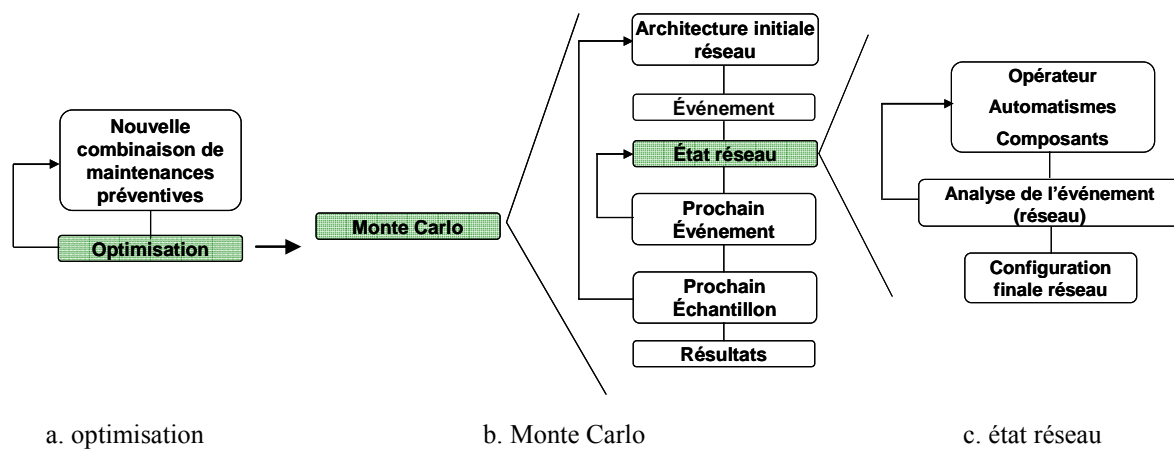 Nouvelle
combinaison de
maintenances
préventives
Optimisation
Monte Carlo
Architecture initiale
réseau
Événement
État réseau
Prochain
Événement
Prochain
Échantillon
Résultats
Opérateur
Automatismes
Composants
Analyse de l'événement
(réseau)
Configuration
finale réseau
a. optimisation
b. Monte Carlo
c. état réseau